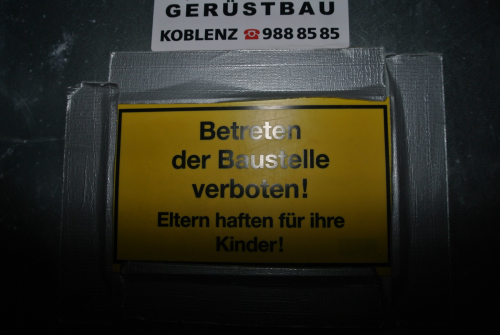 GERÜSTBAU
KOBLENZ ☎ 988 85 85
Betreten
der Baustelle
verboten!
Eltern haften für ihre
Kinder!